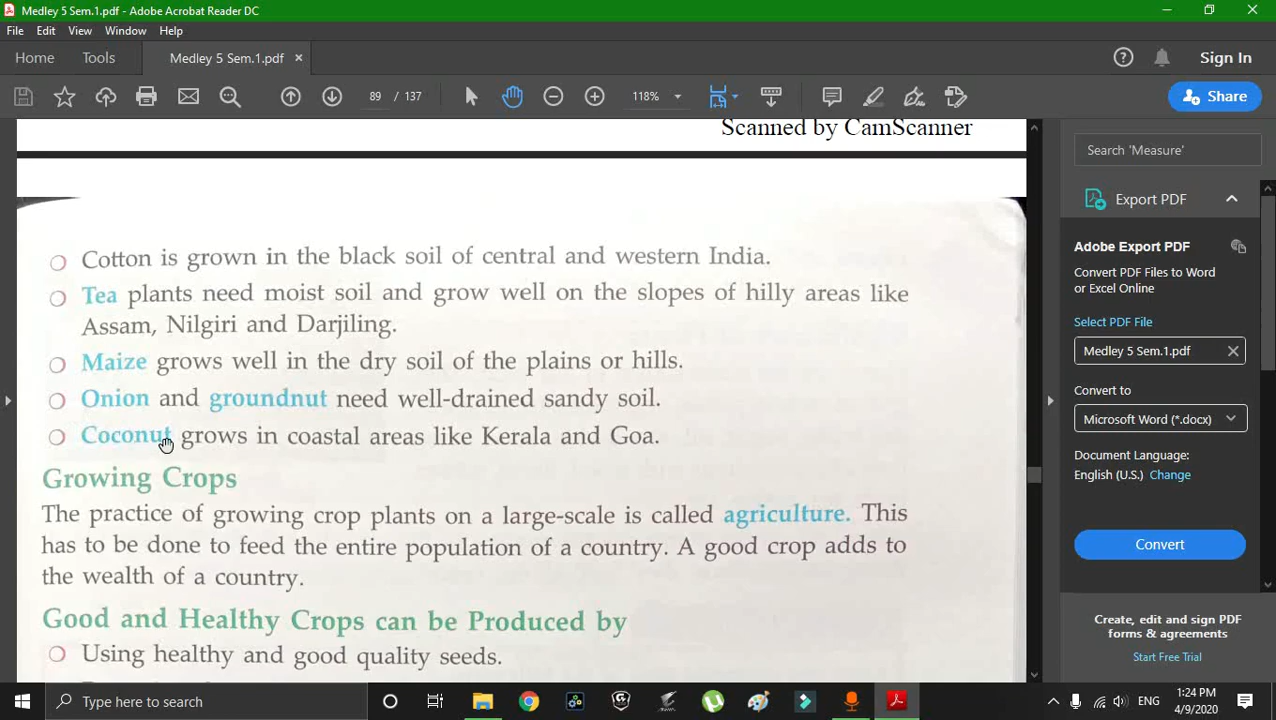 Medley 5 Sem.1.pdf - Adobe Acrobat Reader DC
File Edit View Window Help
Home Tools Medley 5 Sem.1.pdf × Sign In
89 / 137 118% Share
Scanned by CamScanner
Search 'Measure'
Cotton is grown in the black soil of central and western India.
Tea plants need moist soil and grow well on the slopes of hilly areas like
Assam, Nilgiri and Darjiling.
Maize grows well in the dry soil of the plains or hills.
Onion and groundnut need well-drained sandy soil.
Coconut grows in coastal areas like Kerala and Goa.
Growing Crops
The practice of growing crop plants on a large-scale is called agriculture. This
has to be done to feed the entire population of a country. A good crop adds to
the wealth of a country.
Good and Healthy Crops can be Produced by
Using healthy and good quality seeds.
Export PDF
Adobe Export PDF
Convert PDF Files to Word
or Excel Online
Select PDF File
Medley 5 Sem.1.pdf
Convert to
Microsoft Word (*.docx)
Document Language:
English (U.S.) Change
Convert
Create, edit and sign PDF
forms & agreements
Start Free Trial
Type here to search
ENG
1:24 PM
4/9/2020